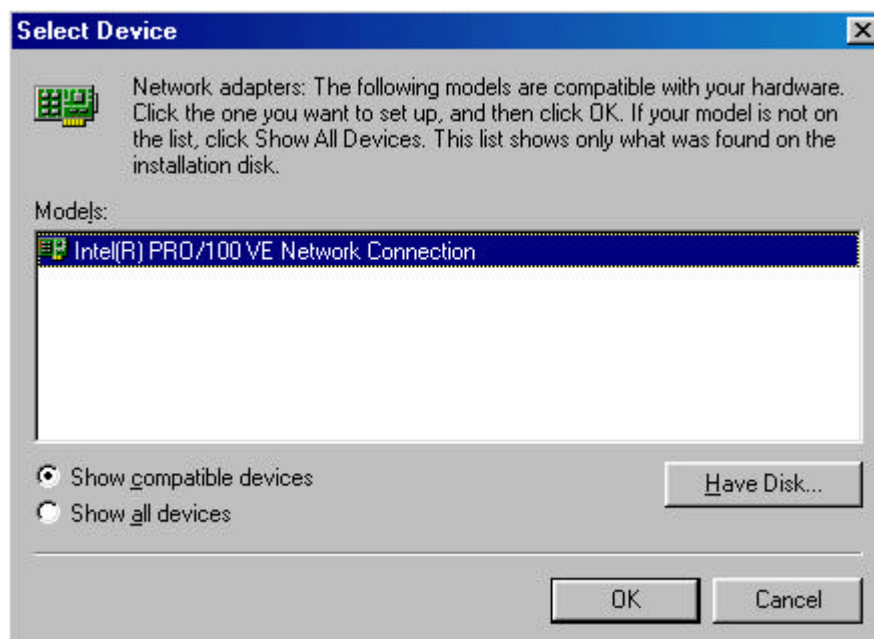 Select Device
Network adapters: The following models are compatible with your hardware.
Click the one you want to set up, and then click OK. If your model is not on
the list, click Show All Devices. This list shows only what was found on the
installation disk.
Models:
Intel(R) PRO/100 VE Network Connection
Show compatible devices
Have Disk...
Show all devices
OK
Cancel